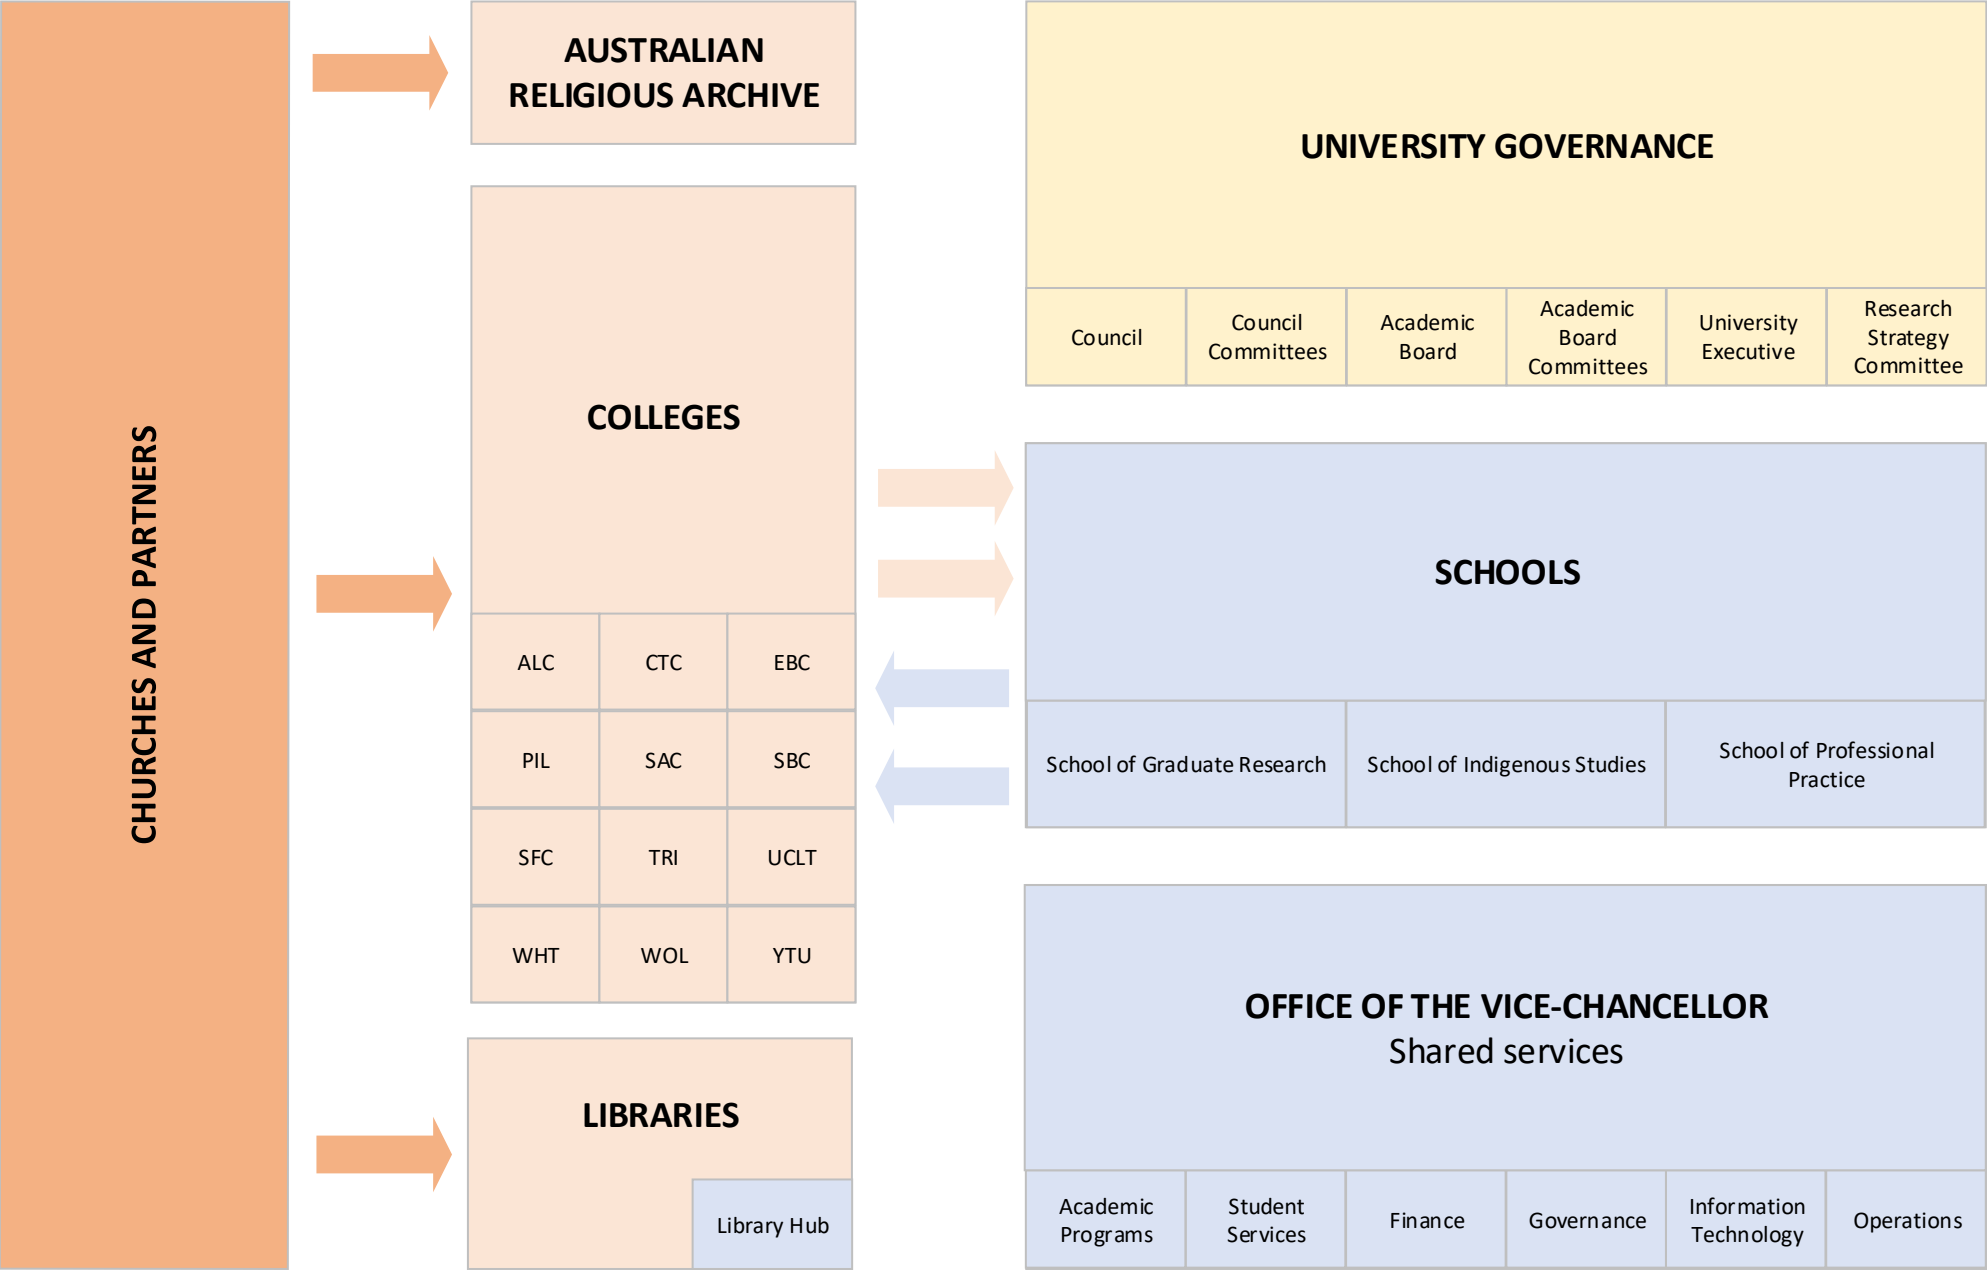 CHURCHES AND PARTNERS
AUSTRALIAN
RELIGIOUS ARCHIVE
COLLEGES
ALC
CTC
EBC
PIL
SAC
SBC
SFC
TRI
UCLT
WHT
WOL
YTU
LIBRARIES
Library Hub
UNIVERSITY GOVERNANCE
Council
Council
Committees
Academic
Board
Academic
Board
Committees
University
Executive
Research
Strategy
Committee
SCHOOLS
School of Graduate Research
School of Indigenous Studies
School of Professional
Practice
OFFICE OF THE VICE-CHANCELLOR
Shared services
Academic
Programs
Student
Services
Finance
Governance
Information
Technology
Operations